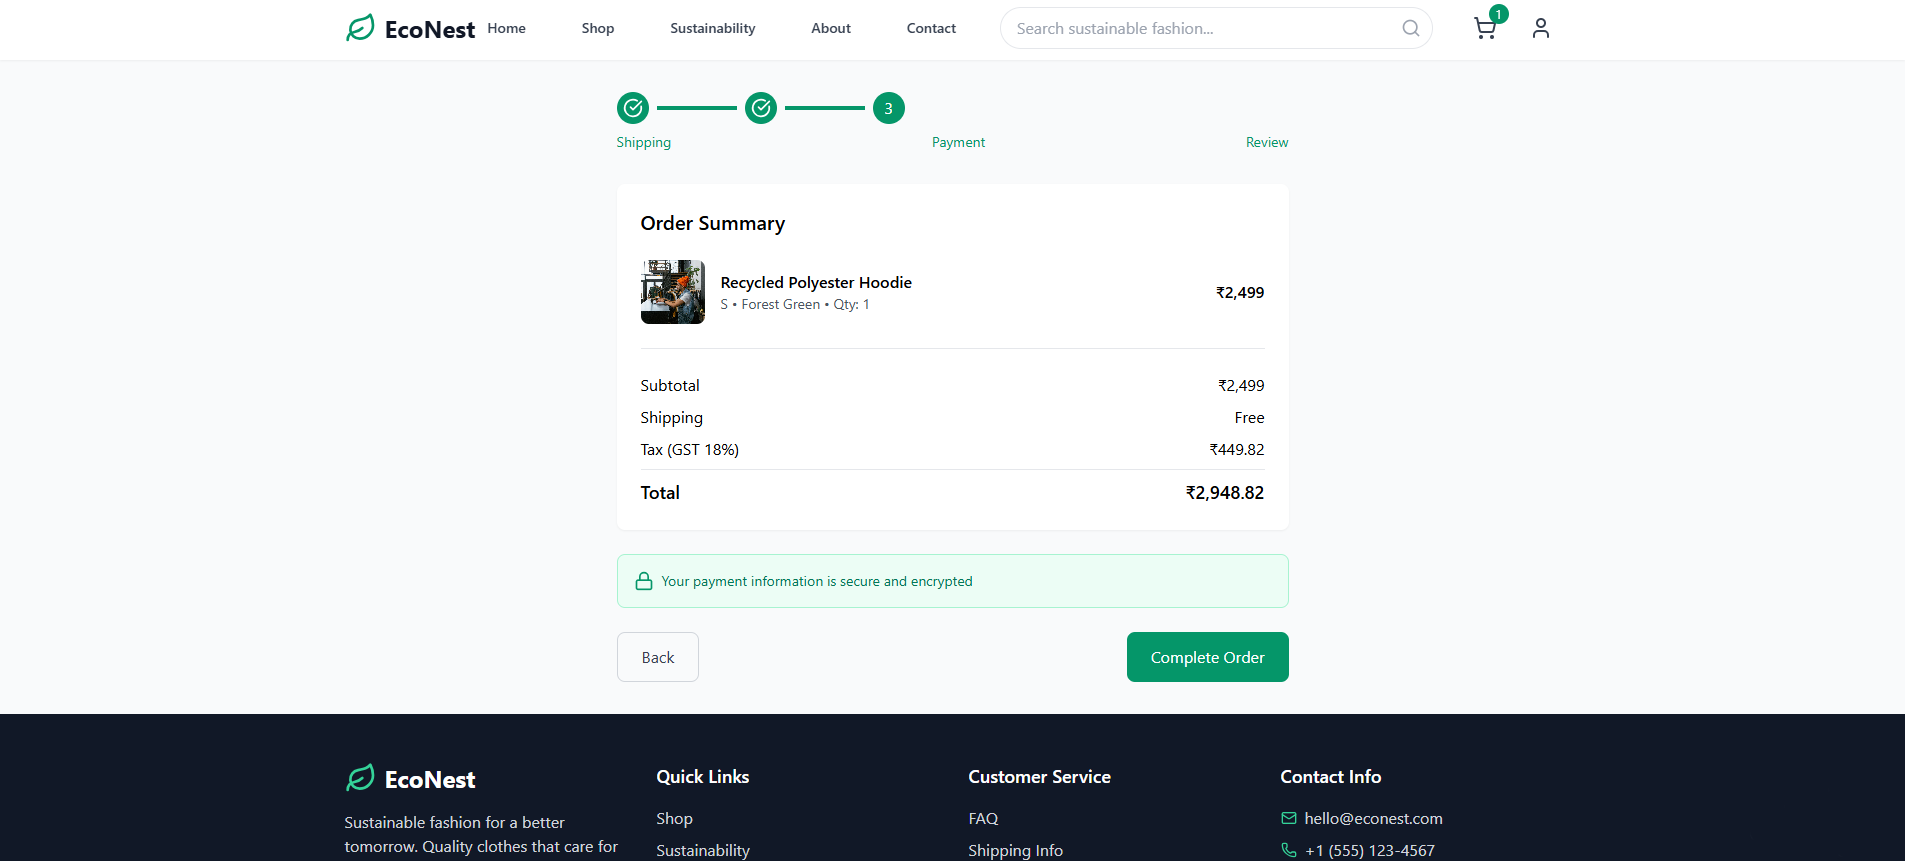 EcoNest Home Shop Sustainability About Contact Search sustainable fashion... 1
3
Shipping Payment Review
Order Summary
Recycled Polyester Hoodie
S • Forest Green • Qty: 1
₹2,499
Subtotal ₹2,499
Shipping Free
Tax (GST 18%) ₹449.82
Total ₹2,948.82
Your payment information is secure and encrypted
Back Complete Order
EcoNest
Sustainable fashion for a better
tomorrow. Quality clothes that care for
Quick Links
Shop
Sustainability
Customer Service
FAQ
Shipping Info
Contact Info
hello@econest.com
+1 (555) 123-4567